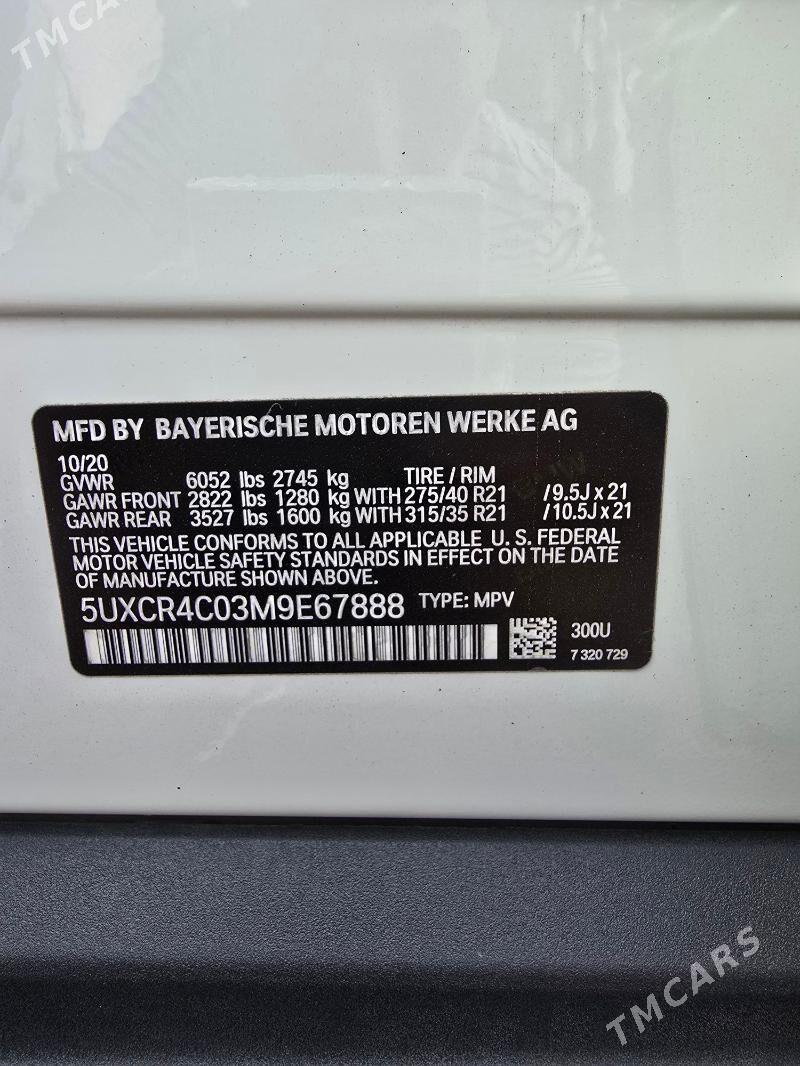 TMCARS
MFD BY BAYERISCHE MOTOREN WERKE AG
10/20
GVWR 6052 lbs 2745 kg TIRE / RIM
GAWR FRONT 2822 lbs 1280 kg WITH 275/40 R21 /9.5J x 21
GAWR REAR 3527 lbs 1600 kg WITH 315/35 R21 /10.5J x 21
THIS VEHICLE CONFORMS TO ALL APPLICABLE U. S. FEDERAL
MOTOR VEHICLE SAFETY STANDARDS IN EFFECT ON THE DATE
OF MANUFACTURE SHOWN ABOVE.
5UXCR4C03M9E67888 TYPE: MPV
300U
7 320 729
TMCARS